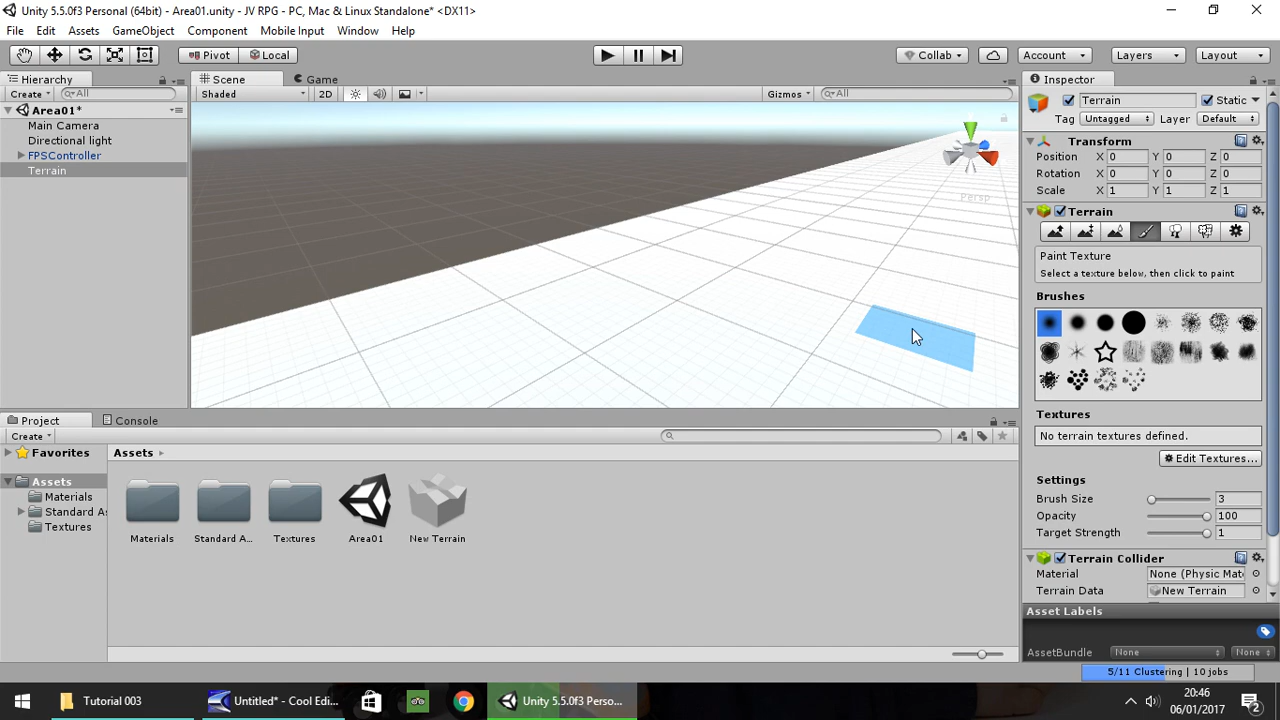 Unity 5.5.0f3 Personal (64bit) - Area01.unity - JV RPG - PC, Mac & Linux Standalone* <DX11>
File Edit Assets GameObject Component Mobile Input Window Help
Pivot Local Collab Account Layers Layout
Hierarchy Scene Game Inspector
Create All Shaded 2D Gizmos All
Terrain Static
Tag Untagged Layer Default
Area01*
Main Camera
Directional light
FPSController
Terrain
Persp
Transform
Position X 0 Y 0 Z 0
Rotation X 0 Y 0 Z 0
Scale X 1 Y 1 Z 1
Terrain
Paint Texture
Select a texture below, then click to paint
Brushes
Textures
No terrain textures defined.
Edit Textures...
Settings
Brush Size 3
Opacity 100
Target Strength 1
Terrain Collider
Material None (Physic Mat
Terrain Data New Terrain
Asset Labels
AssetBundle None None
Project Console
Create
Favorites
Assets
Materials
Standard As
Textures
Assets
Materials Standard A... Textures Area01 New Terrain
5/11 Clustering | 10 jobs
Tutorial 003 Untitled* - Cool Edi... Unity 5.5.0f3 Perso...
20:46
06/01/2017
2